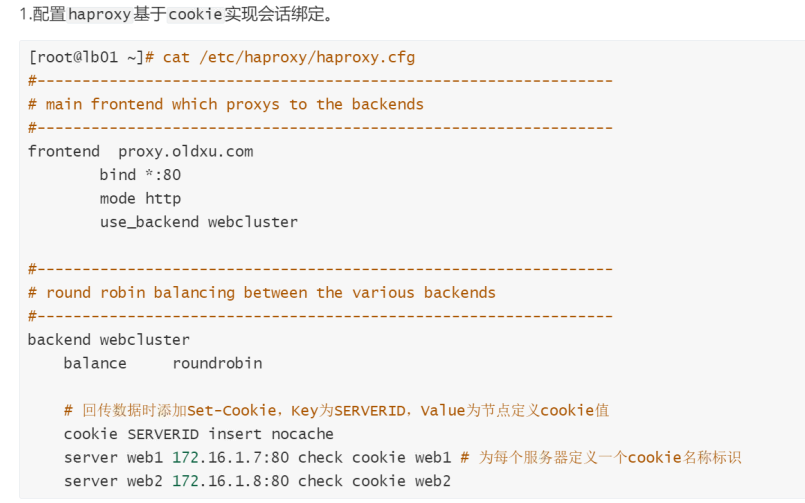 1.配置haproxy基于cookie实现会话绑定。
[root@lb01 ~]# cat /etc/haproxy/haproxy.cfg
#----------------------------------------------------------------
# main frontend which proxys to the backends
#----------------------------------------------------------------
frontend  proxy.oldxu.com
        bind *:80
        mode http
        use_backend webcluster
#----------------------------------------------------------------
# round robin balancing between the various backends
#----------------------------------------------------------------
backend webcluster
    balance     roundrobin
    # 回传数据时添加Set-Cookie，Key为SERVERID，Value为节点定义cookie值
    cookie SERVERID insert nocache
    server web1 172.16.1.7:80 check cookie web1 # 为每个服务器定义一个cookie名称标识
    server web2 172.16.1.8:80 check cookie web2